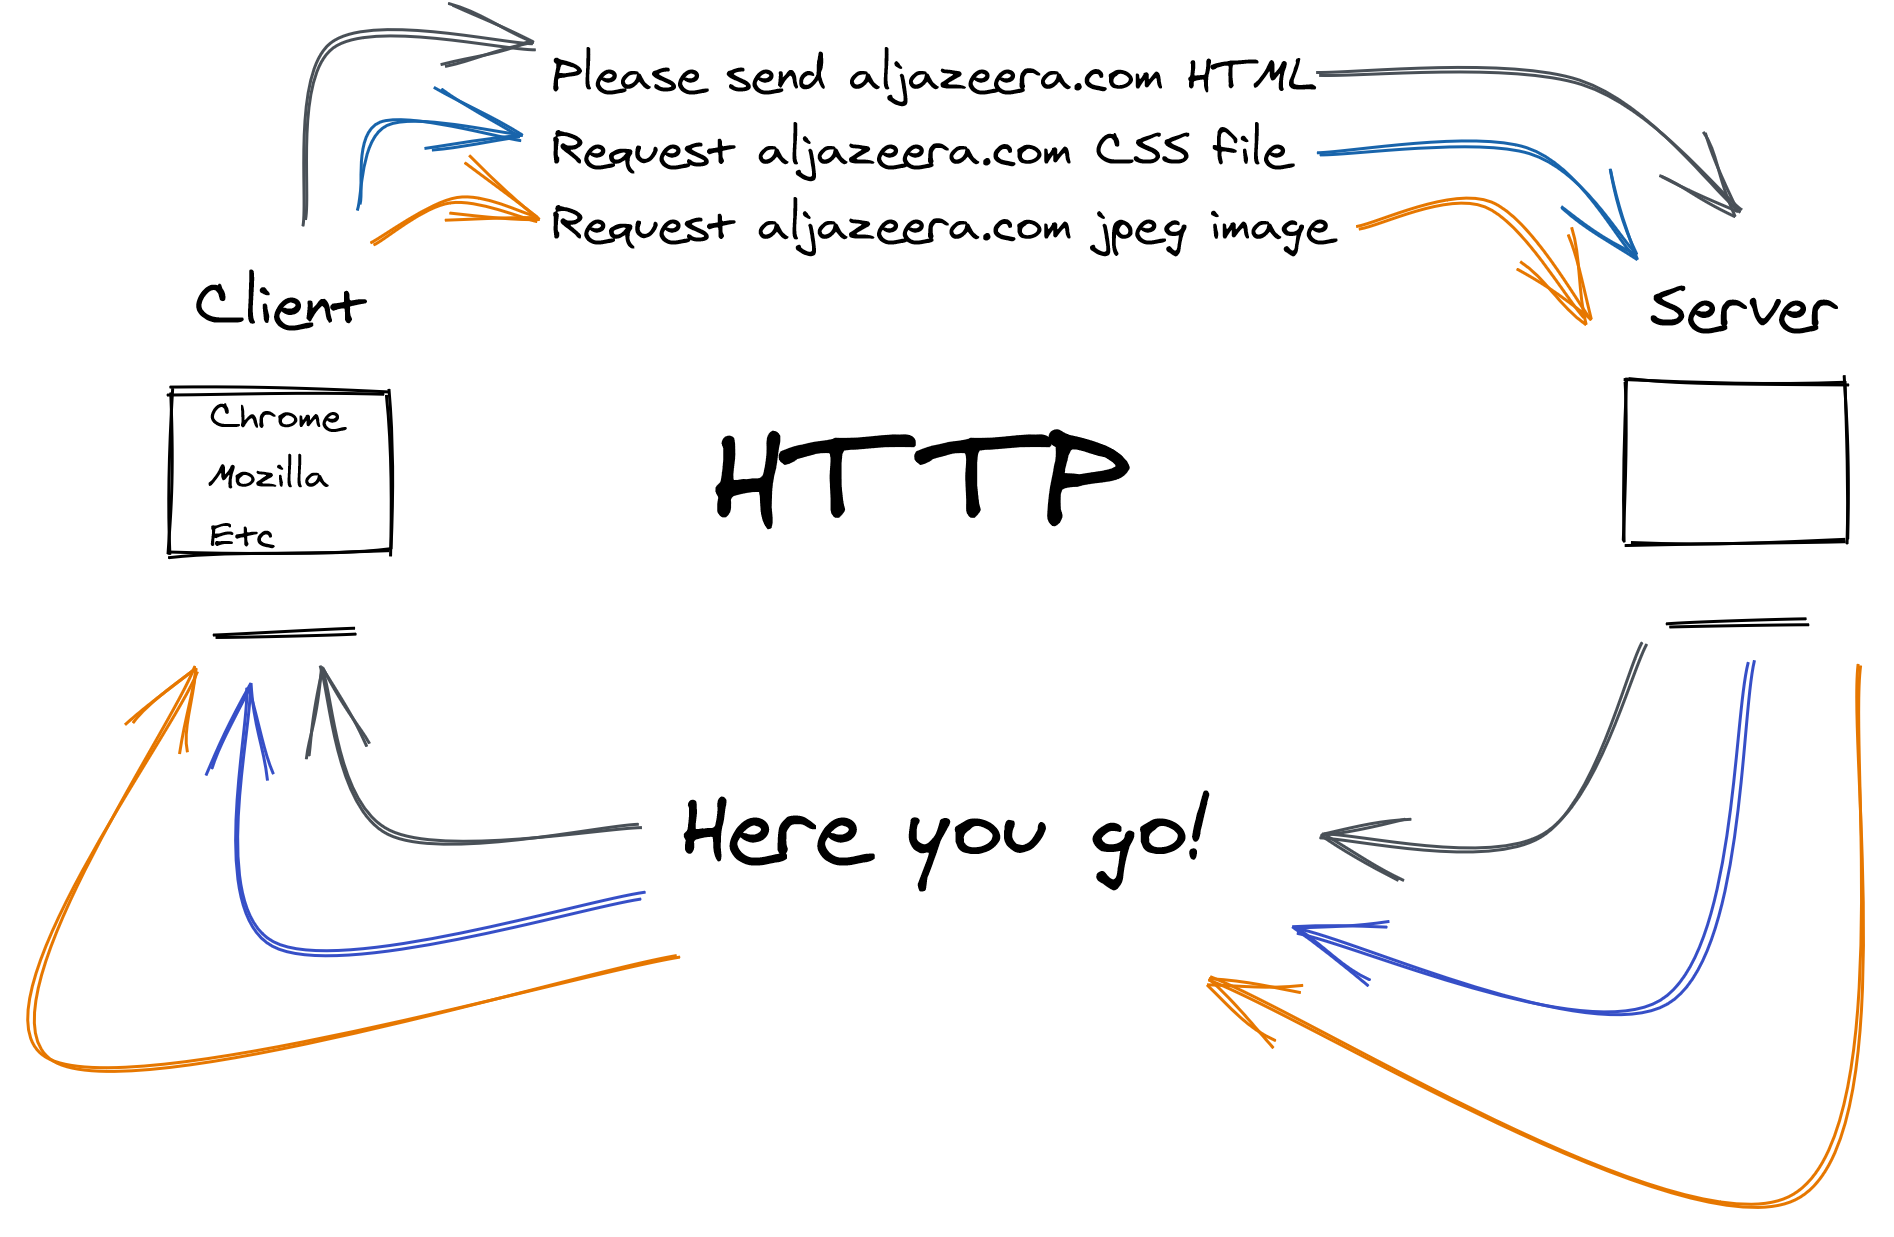 Please send aljazeera.com HTML
Request aljazeera.com CSS file
Request aljazeera.com jpeg image
Client
Server
Chrome
Mozilla
Etc
HTTP
Here you go!